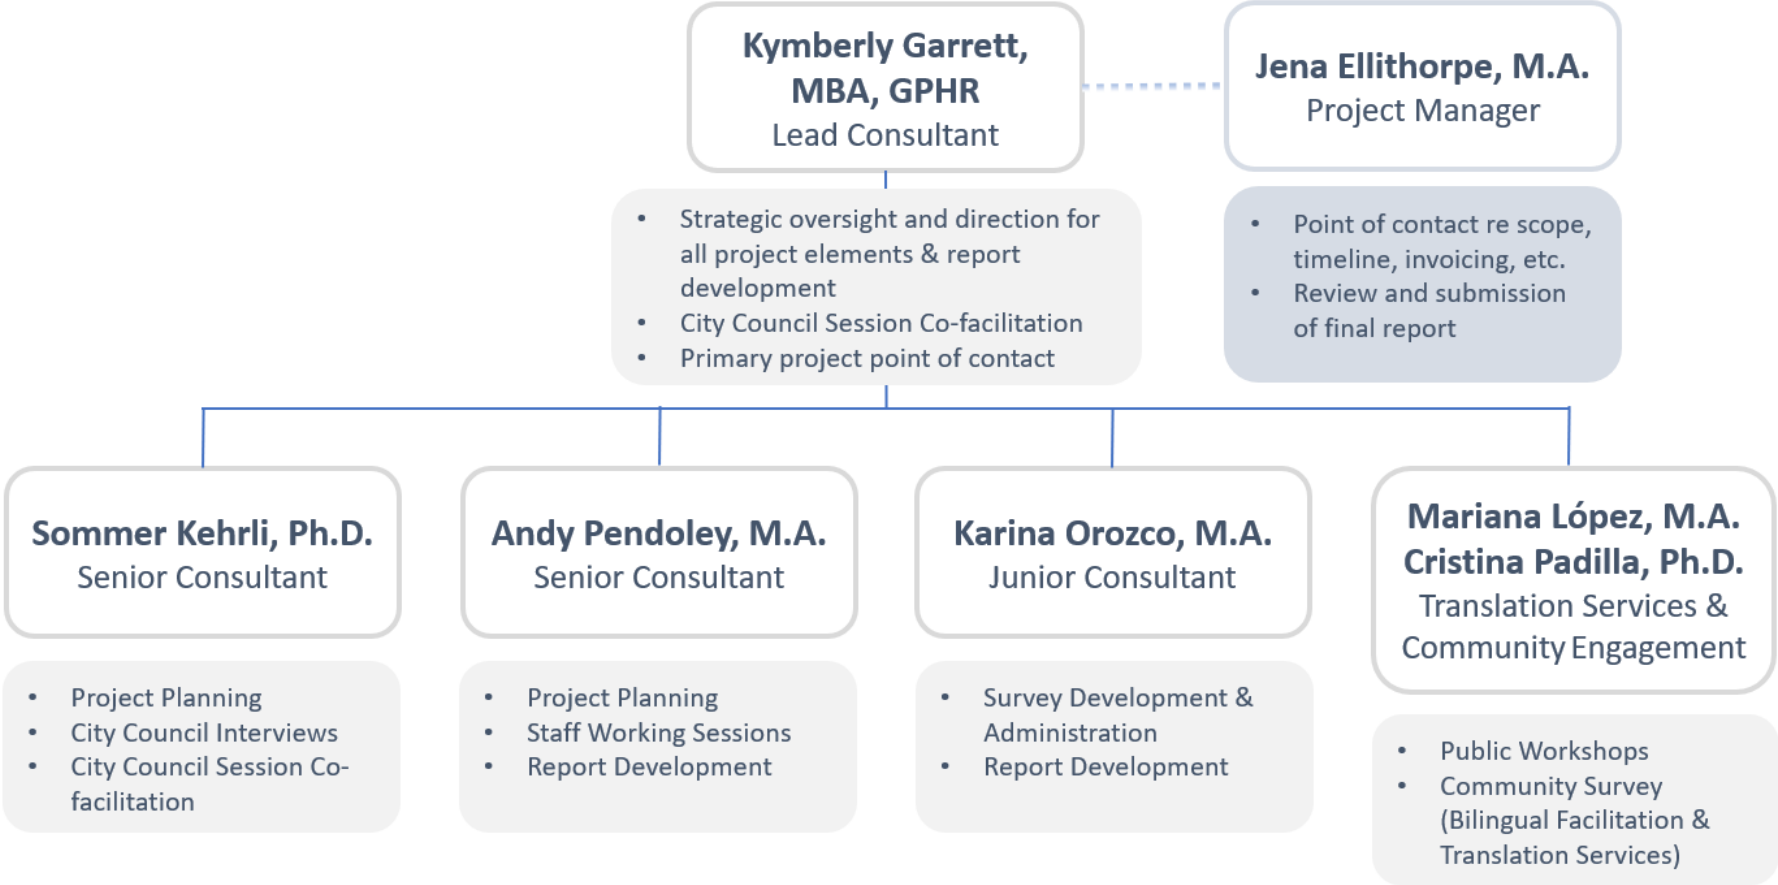 Kymberly Garrett,
MBA, GPHR
Lead Consultant
Jena Ellithorpe, M.A.
Project Manager
• Strategic oversight and direction for
all project elements & report
development
• City Council Session Co-facilitation
• Primary project point of contact
• Point of contact re scope,
timeline, invoicing, etc.
• Review and submission
of final report
Sommer Kehrli, Ph.D.
Senior Consultant
• Project Planning
• City Council Interviews
• City Council Session Co-
facilitation
Andy Pendoley, M.A.
Senior Consultant
• Project Planning
• Staff Working Sessions
• Report Development
Karina Orozco, M.A.
Junior Consultant
• Survey Development &
Administration
• Report Development
Mariana López, M.A.
Cristina Padilla, Ph.D.
Translation Services &
Community Engagement
• Public Workshops
• Community Survey
(Bilingual Facilitation &
Translation Services)